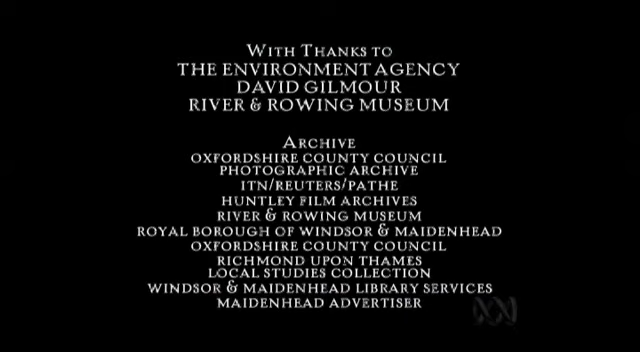 WITH THANKS TO
THE ENVIRONMENT AGENCY
DAVID GILMOUR
RIVER & ROWING MUSEUM
ARCHIVE
OXFORDSHIRE COUNTY COUNCIL
PHOTOGRAPHIC ARCHIVE
ITN/REUTERS/PATHE
HUNTLEY FILM ARCHIVES
RIVER & ROWING MUSEUM
ROYAL BOROUGH OF WINDSOR & MAIDENHEAD
OXFORDSHIRE COUNTY COUNCIL
RICHMOND UPON THAMES
LOCAL STUDIES COLLECTION
WINDSOR & MAIDENHEAD LIBRARY SERVICES
MAIDENHEAD ADVERTISER